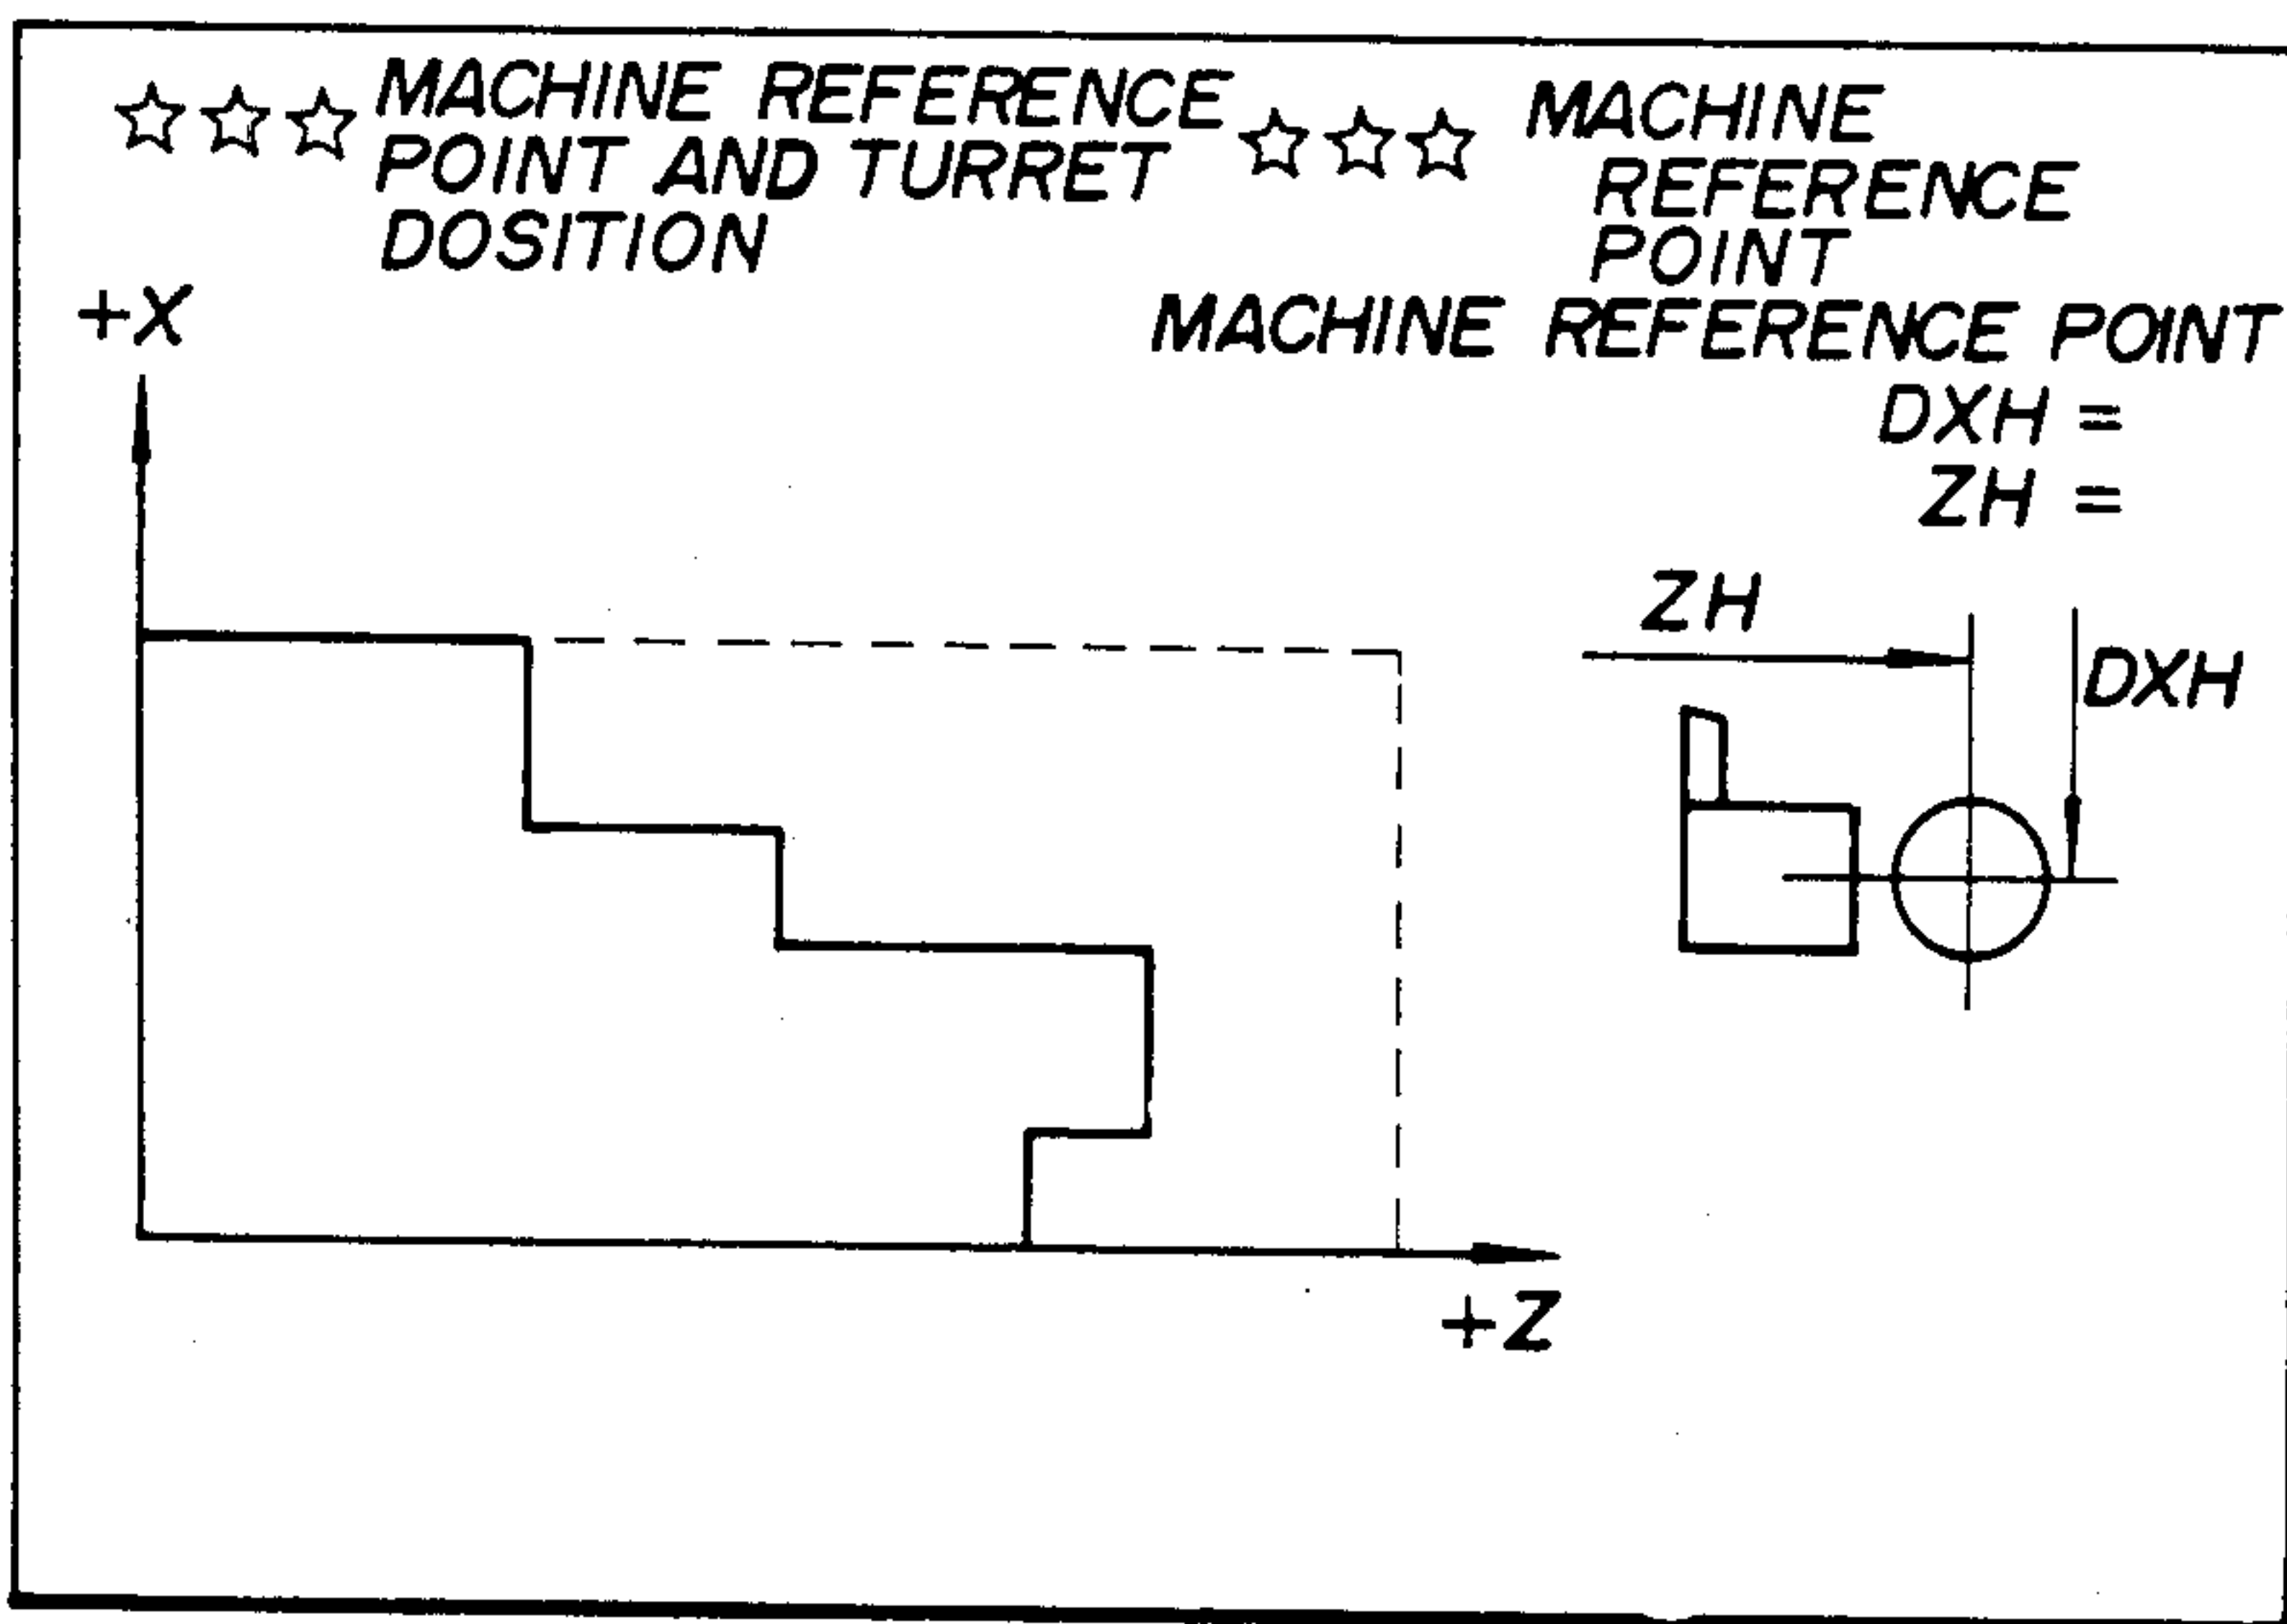 ☆☆☆ MACHINE REFERENCE ☆☆☆
POINT AND TURRET
DOSITION
MACHINE
REFERENCE
POINT
MACHINE REFERENCE POINT
DXH =
ZH =
+X
ZH
DXH
+Z